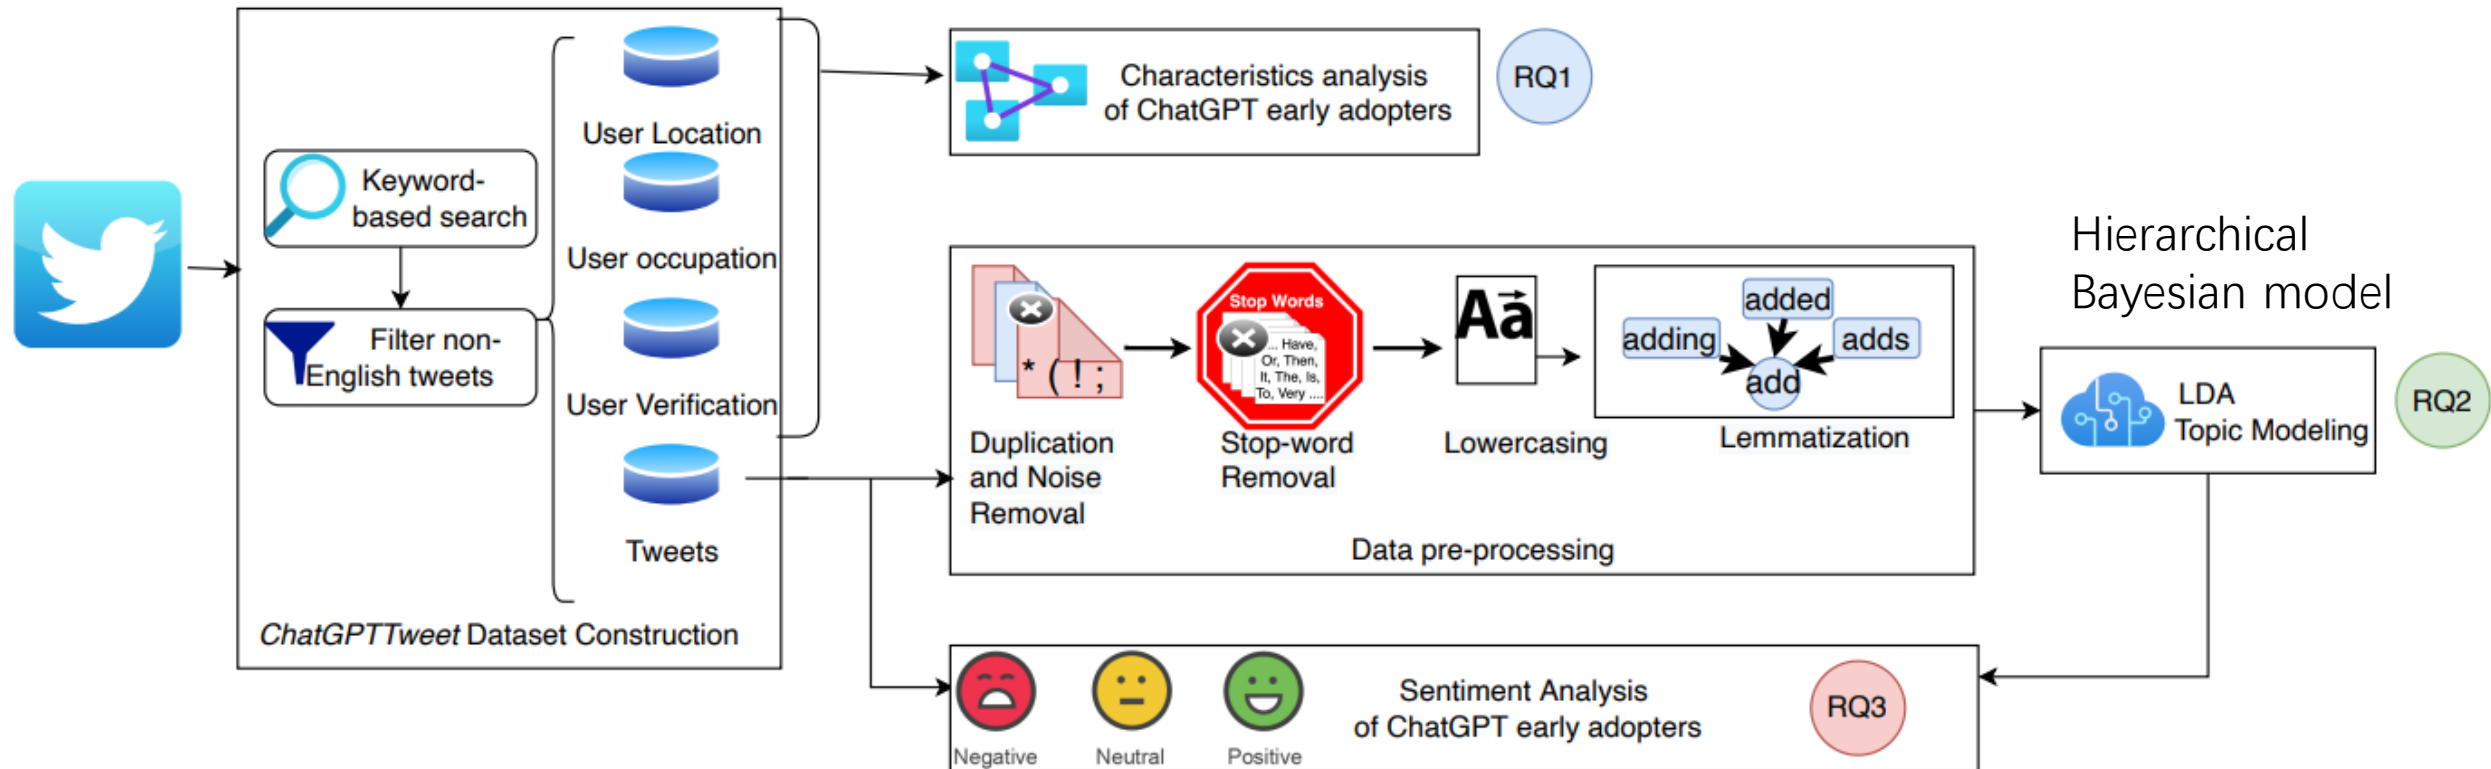 Keyword-
based search
Filter non-
English tweets
User Location
User occupation
User Verification
Tweets
ChatGPTTweet Dataset Construction
Characteristics analysis
of ChatGPT early adopters
RQ1
* ( ! ;
Duplication
and Noise
Removal
Stop Words
... Have,
Or, Then,
It, The, Is,
To, Very ....
Stop-word
Removal
Aa
Lowercasing
added
adding
adds
add
Lemmatization
Data pre-processing
Hierarchical
Bayesian model
LDA
Topic Modeling
RQ2
Negative
Neutral
Positive
Sentiment Analysis
of ChatGPT early adopters
RQ3